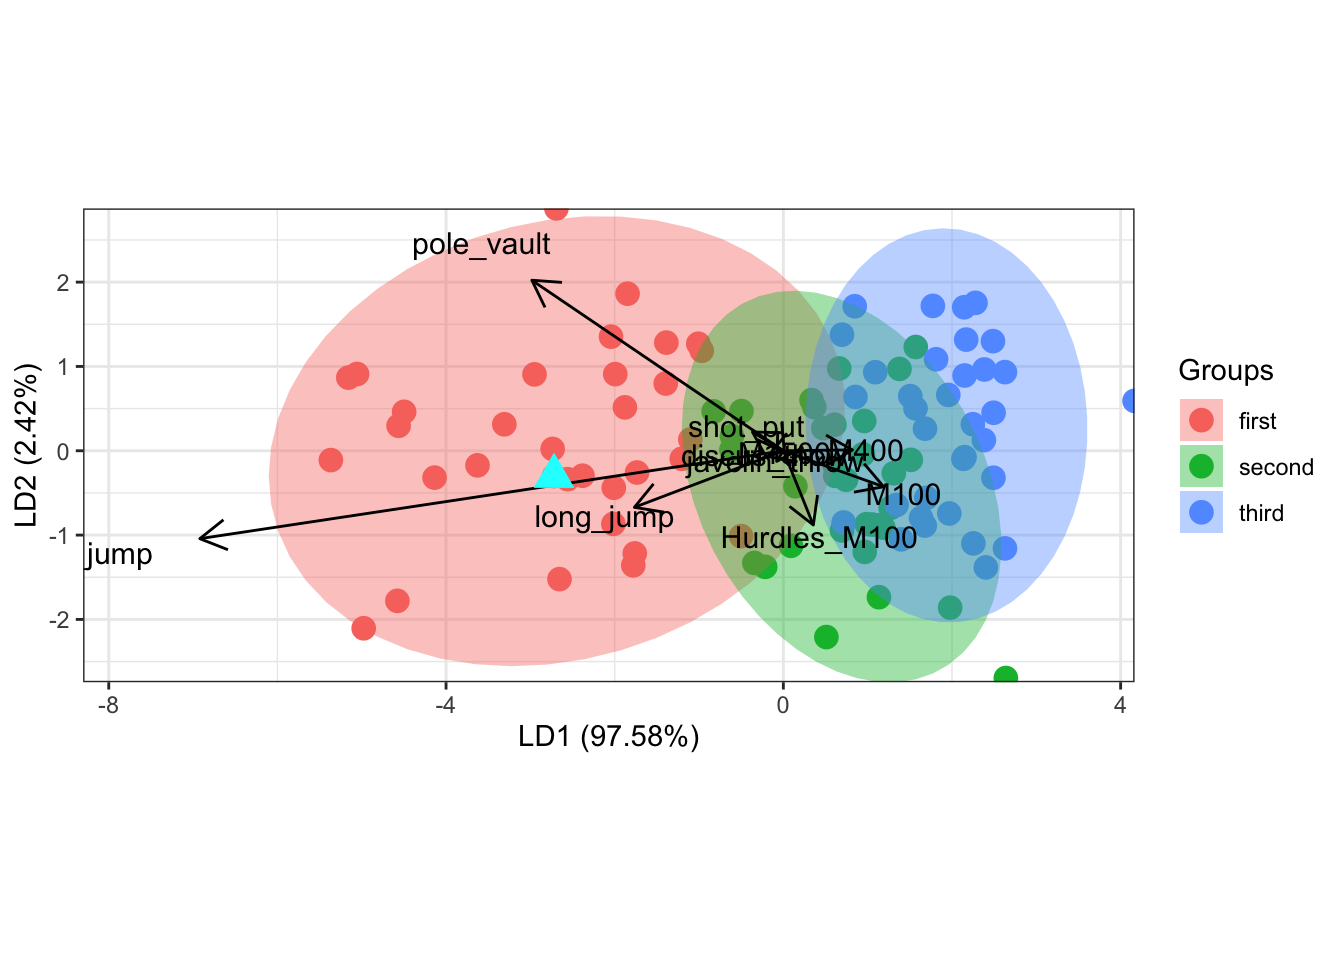 pole_vault
shot_put
M400
javelin_throw
M100
long_jump
Hurdles_M100
jump
2
1
0
-1
-2
-8
-4
0
4
LD1 (97.58%)
LD2 (2.42%)
Groups
first
second
third